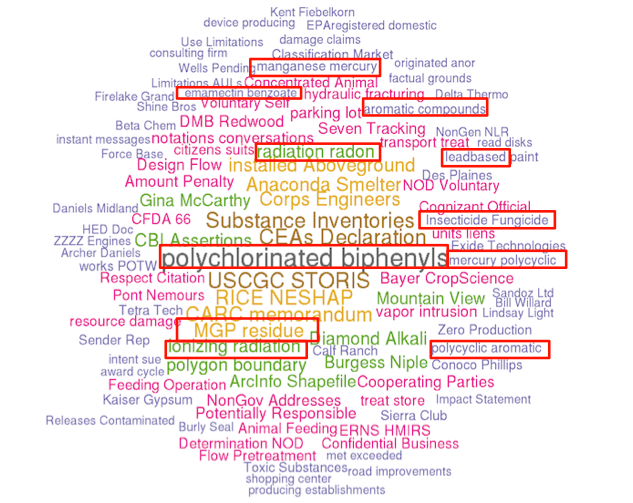 Kent Fiebelkorn
device producing EPAregistered domestic
Use Limitations damage claims
consulting firm Classification Market
Wells Pending manganese mercury originated anor
Limitations AULs Concentrated Animal factual grounds
Firelake Grand emamectin benzoate hydraulic fracturing Delta Thermo
Shine Bros Voluntary Self parking lot aromatic compounds
Beta Chem DMB Redwood Seven Tracking NonGen NLR
instant messages notations conversations transport treat read disks
Force Base citizens suits radiation radon leadbased paint
Design Flow installed Aboveground Des Plaines
Amount Penalty Anaconda Smelter NOD Voluntary
Gina McCarthy Corps Engineers Cognizant Official
Daniels Midland CFDA 66 Substance Inventories Insecticide Fungicide
HED Doc units liens
ZZZZ Engines CBI Assertions CEAs Declaration Exide Technologies
Archer Daniels polychlorinated biphenyls mercury polycyclic
works POTW
Respect Citation USCGC STORIS Bayer CropScience
Pont Nemours RICE NESHAP Mountain View Sandoz Ltd
Bill Willard
Tetra Tech CARC memorandum vapor intrusion Lindsay Light
resource damage MGP residue Zero Production
Sender Rep Diamond Alkali
ionizing radiation Calf Ranch polycyclic aromatic
intent sue polygon boundary Burgess Niple Conoco Phillips
award cycle
Feeding Operation ArcInfo Shapefile Cooperating Parties
Kaiser Gypsum NonGov Addresses treat store Impact Statement
Potentially Responsible Sierra Club
Releases Contaminated Burly Seal Animal Feeding ERNS HMIRS
Determination NOD Confidential Business
Flow Pretreatment met exceeded
Toxic Substances road improvements
shopping center
producing establishments